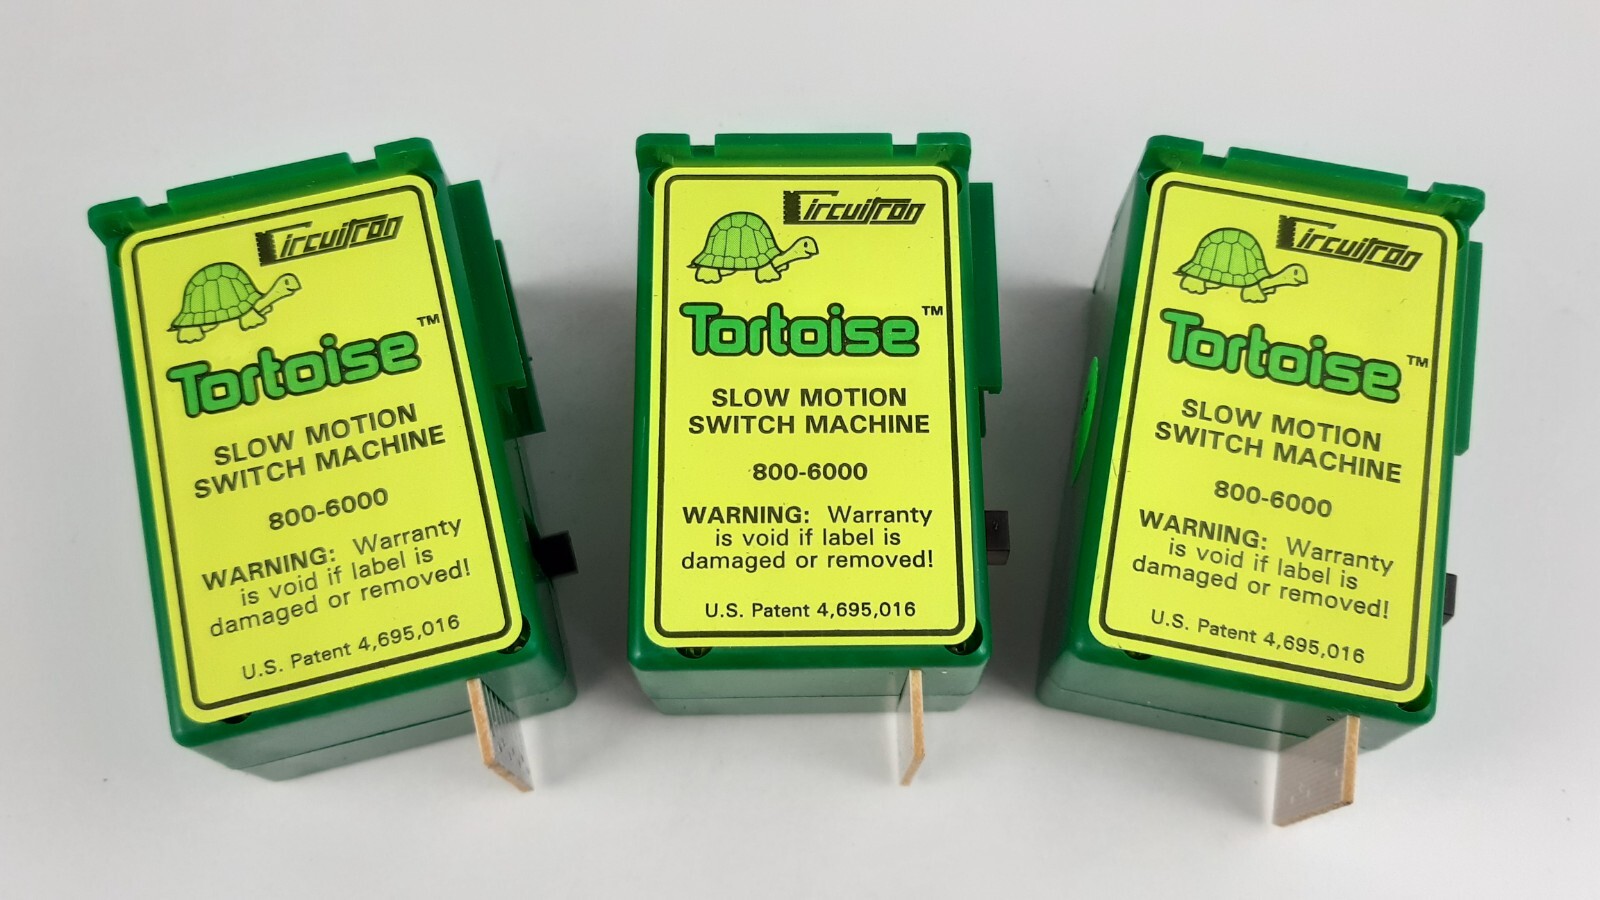 Circuitron
Tortoise™
SLOW MOTION
SWITCH MACHINE
800-6000
WARNING: Warranty
is void if label is
damaged or removed!
U.S. Patent 4,695,016
Circuitron
Tortoise™
SLOW MOTION
SWITCH MACHINE
800-6000
WARNING: Warranty
is void if label is
damaged or removed!
U.S. Patent 4,695,016
Circuitron
Tortoise™
SLOW MOTION
SWITCH MACHINE
800-6000
WARNING: Warranty
is void if label is
damaged or removed!
U.S. Patent 4,695,016